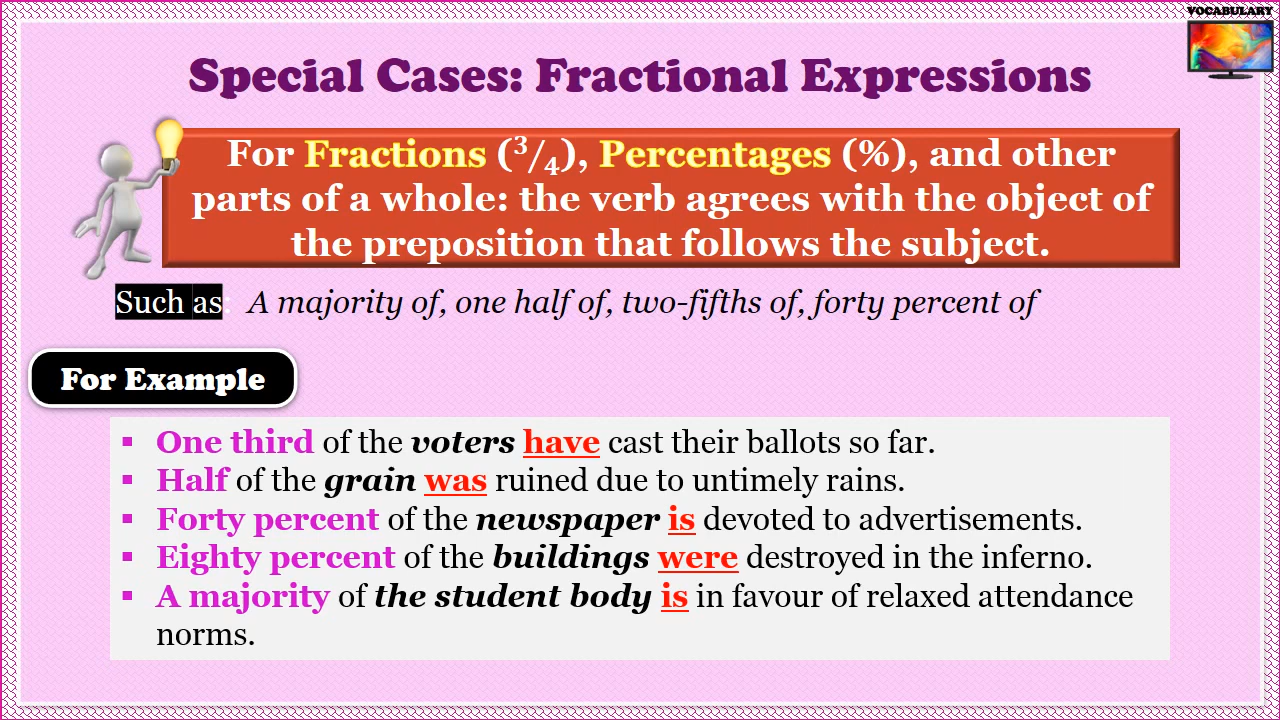 VOCABULARY
Special Cases: Fractional Expressions
For Fractions (3/4), Percentages (%), and other
parts of a whole: the verb agrees with the object of
the preposition that follows the subject.
Such as: A majority of, one half of, two-fifths of, forty percent of
For Example
▪ One third of the voters have cast their ballots so far.
▪ Half of the grain was ruined due to untimely rains.
▪ Forty percent of the newspaper is devoted to advertisements.
▪ Eighty percent of the buildings were destroyed in the inferno.
▪ A majority of the student body is in favour of relaxed attendance
norms.